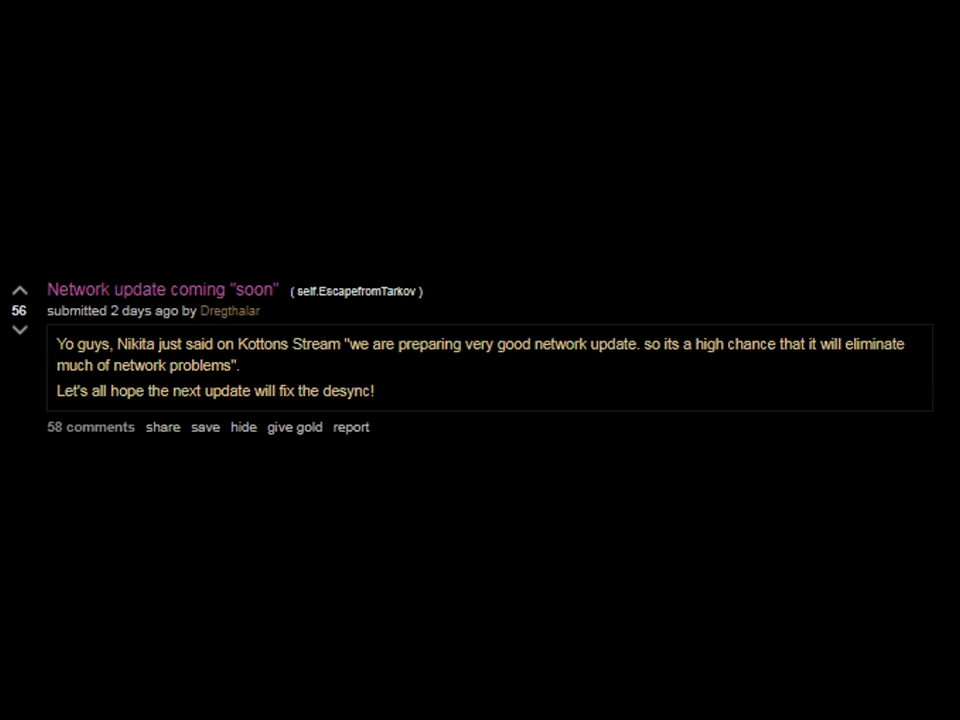 Network update coming "soon" ( self.EscapefromTarkov )
56
submitted 2 days ago by Dregthalar
Yo guys, Nikita just said on Kottons Stream "we are preparing very good network update. so its a high chance that it will eliminate
much of network problems".
Let's all hope the next update will fix the desync!
58 comments share save hide give gold report